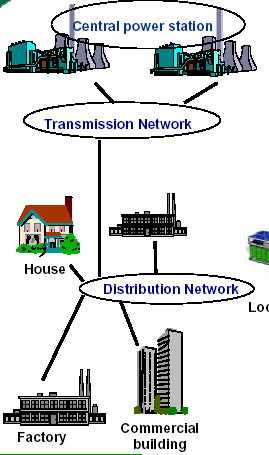 Central power station
Transmission Network
House
Distribution Network
Factory
Commercial
building